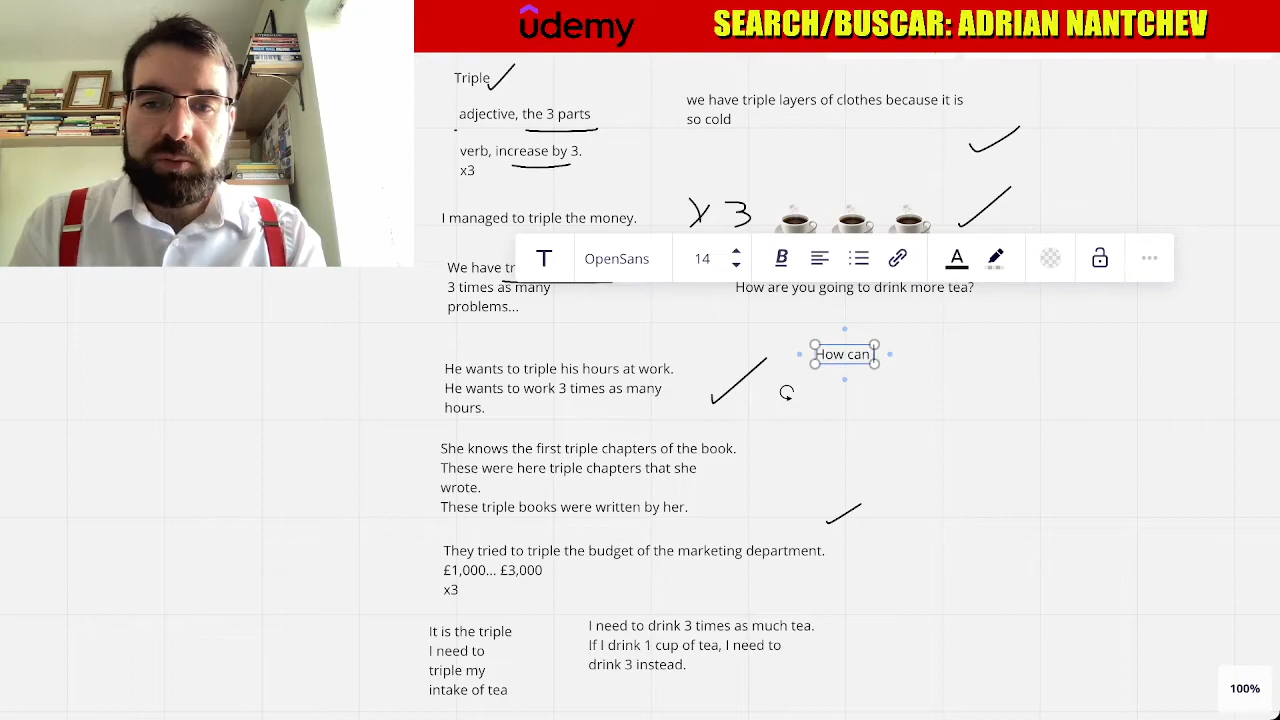 udemy
SEARCH/BUSCAR: ADRIAN NANTCHEV
Triple
adjective, the 3 parts
verb, increase by 3.
x3
we have triple layers of clothes because it is
so cold
I managed to triple the money.
x 3
T
OpenSans
14
B
A
We have tr
3 times as many
problems...
How are you going to drink more tea?
How can
He wants to triple his hours at work.
He wants to work 3 times as many
hours.
She knows the first triple chapters of the book.
These were here triple chapters that she
wrote.
These triple books were written by her.
They tried to triple the budget of the marketing department.
£1,000... £3,000
x3
It is the triple
I need to
triple my
intake of tea
I need to drink 3 times as much tea.
If I drink 1 cup of tea, I need to
drink 3 instead.
100%